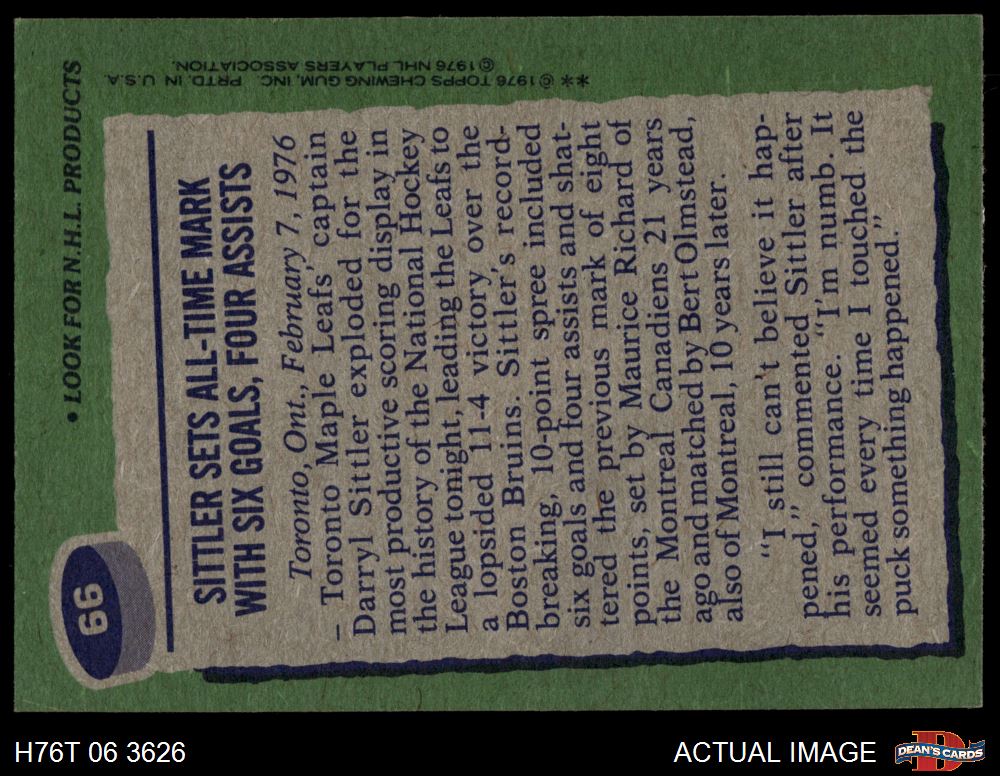 • LOOK FOR N.H.L. PRODUCTS
66
SITTLER SETS ALL-TIME MARK
WITH SIX GOALS, FOUR ASSISTS
Toronto, Ont., February 7, 1976
– Toronto Maple Leafs' captain
Darryl Sittler exploded for the
most productive scoring display in
the history of the National Hockey
League tonight, leading the Leafs to
a lopsided 11-4 victory over the
Boston Bruins. Sittler's record-
breaking, 10-point spree included
six goals and four assists and shat-
tered the previous mark of eight
points, set by Maurice Richard of
the Montreal Canadiens 21 years
ago and matched by Bert Olmstead,
also of Montreal, 10 years later.
"I still can't believe it hap-
pened," commented Sittler after
his performance. "I'm numb. It
seemed every time I touched the
puck something happened."
**© 1976 TOPPS CHEWING GUM, INC. PRTD. IN U.S.A.
© 1976 NHL PLAYERS ASSOCIATION.
H76T 06 3626
ACTUAL IMAGE
DEAN'S CARDS